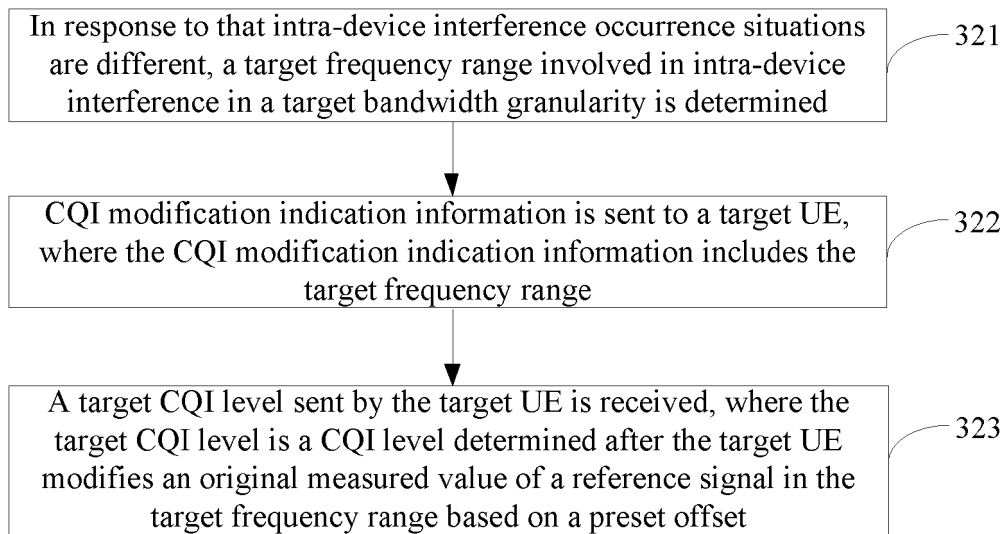 In response to that intra-device interference occurrence situations
are different, a target frequency range involved in intra-device
interference in a target bandwidth granularity is determined
321
CQI modification indication information is sent to a target UE,
where the CQI modification indication information includes the
target frequency range
322
A target CQI level sent by the target UE is received, where the
target CQI level is a CQI level determined after the target UE
modifies an original measured value of a reference signal in the
target frequency range based on a preset offset
323